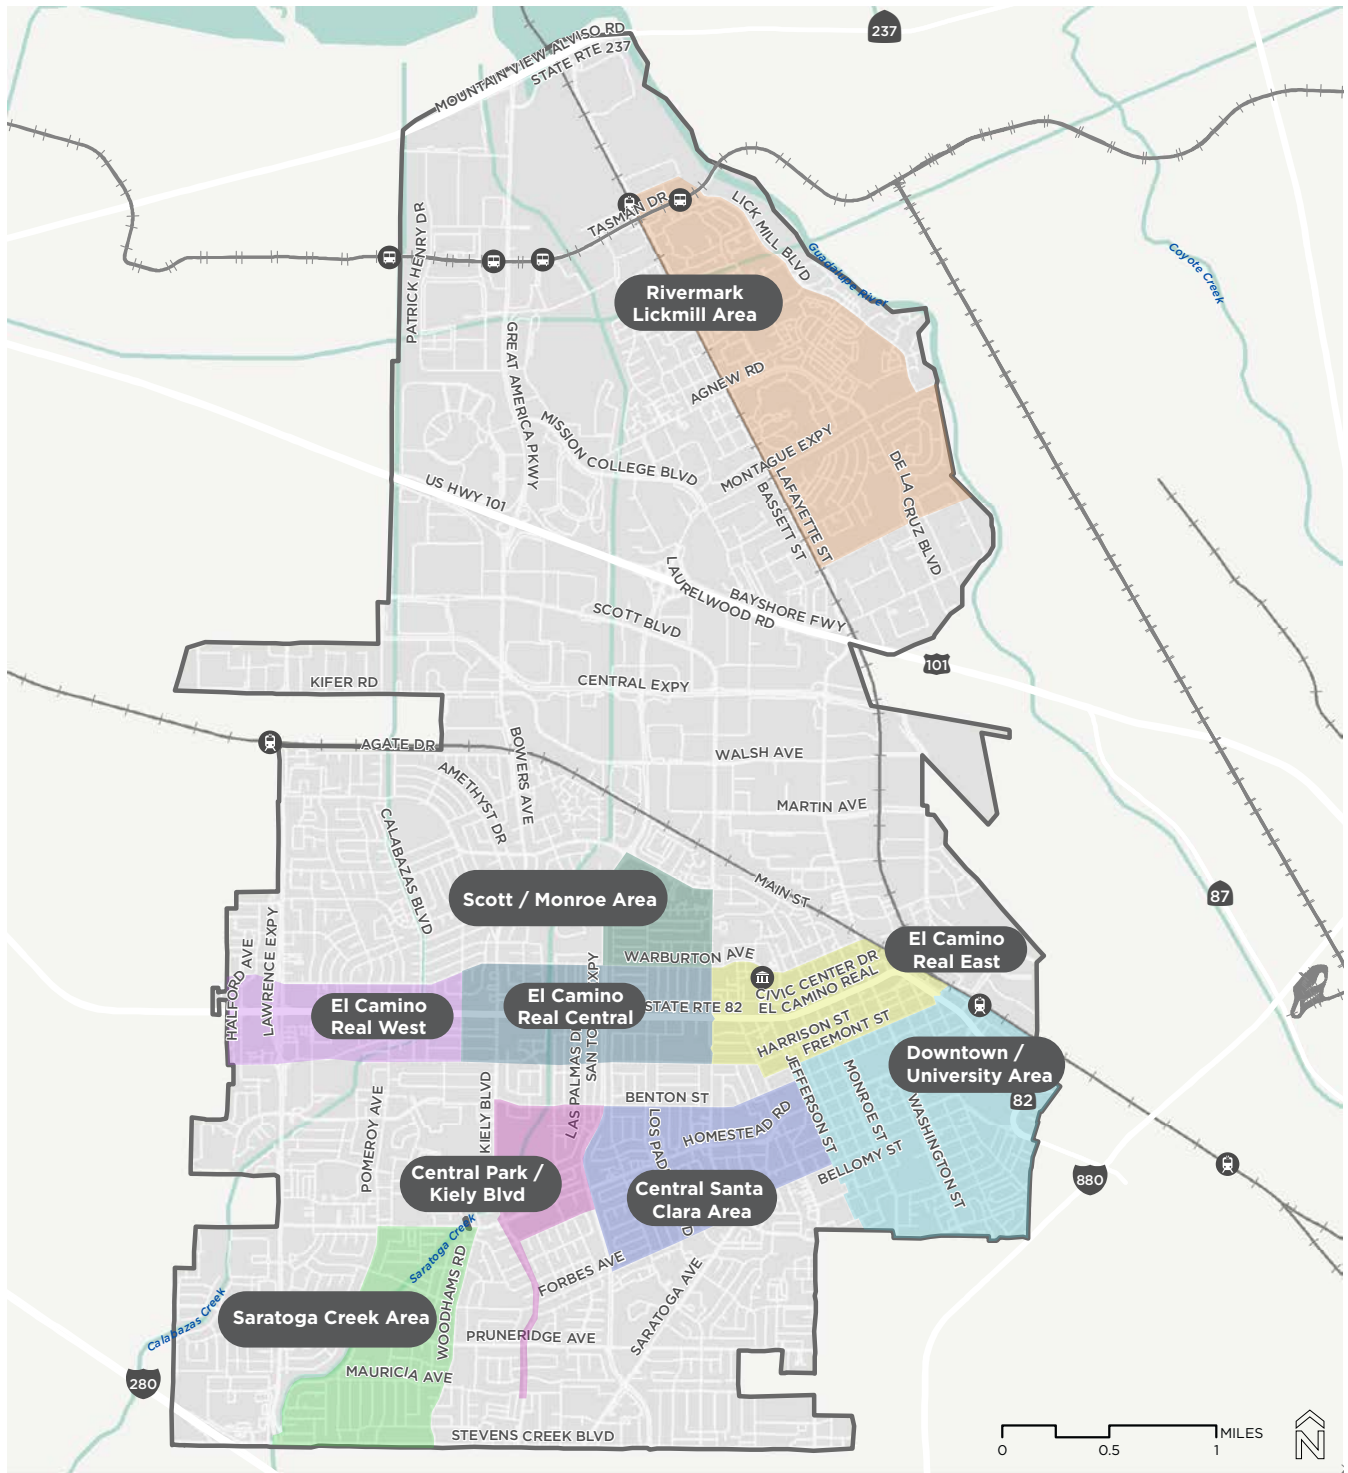 237
MOUNTAIN VIEW ALVISO RD
STATE RTE 237
TASMAN DR
LICK MILL BLVD
PATRICK HENRY DR
Guadalupe River
Coyote Creek
Rivermark
Lickmill Area
GREAT AMERICA PKWY
AGNEW RD
MISSION COLLEGE BLVD
MONTAGUE EXPY
LAFAYETTE ST
BASSETT ST
DE LA CRUZ BLVD
US HWY 101
LAURELWOOD RD
BAYSHORE FWY
SCOTT BLVD
101
KIFER RD
CENTRAL EXPY
AGATE DR
BOWERS AVE
WALSH AVE
AMETHYST DR
MARTIN AVE
CALABAZAS BLVD
MAIN ST
Scott / Monroe Area
87
HALFORD AVE
LAWRENCE EXPY
WARBURTON AVE
El Camino
Real East
CIVIC CENTER DR
EL CAMINO REAL
El Camino
Real West
El Camino
Real Central
STATE RTE 82
HARRISON ST
FREMONT ST
Downtown /
University Area
82
POMEROY AVE
KIELY BLVD
LAS PALMAS D
SAN TO
XPY
BENTON ST
LOS PAD
D
HOMESTEAD RD
JEFFERSON ST
MONROE ST
WASHINGTON ST
BELLOMY ST
880
Central Park /
Kiely Blvd
Central Santa
Clara Area
Saratoga Creek
WOODHAMS RD
FORBES AVE
SARATOGA AVE
Calabazas Creek
Saratoga Creek Area
PRUNERIDGE AVE
MAURICIA AVE
280
STEVENS CREEK BLVD
MILES
0 0.5 1
N